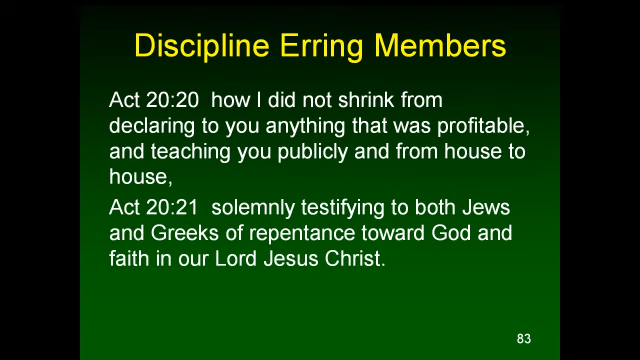 Discipline Erring Members
Act 20:20  how I did not shrink from
declaring to you anything that was profitable,
and teaching you publicly and from house to
house,
Act 20:21  solemnly testifying to both Jews
and Greeks of repentance toward God and
faith in our Lord Jesus Christ.
83